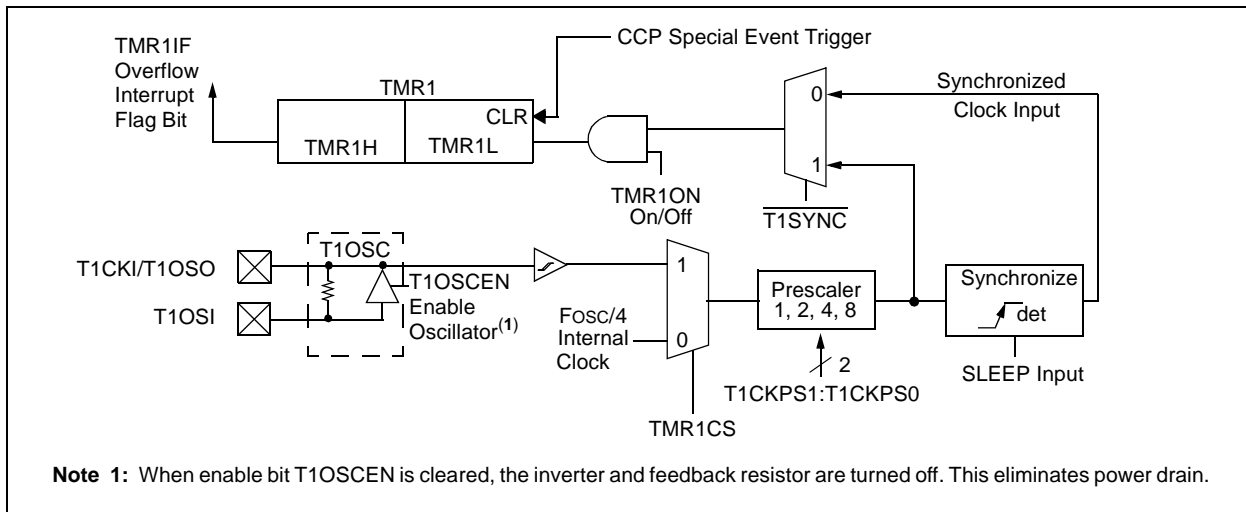 CCP Special Event Trigger
TMR1IF
Overflow
Interrupt
Flag Bit
TMR1
CLR
TMR1H
TMR1L
TMR1ON
On/Off
0
1
T1SYNC
Synchronized
Clock Input
T1CKI/T1OSO
T1OSI
T1OSC
T1OSCEN
Enable
Oscillator(1)
FOSC/4
Internal
Clock
1
0
TMR1CS
Prescaler
1, 2, 4, 8
2
T1CKPS1:T1CKPS0
Synchronize
det
SLEEP Input
Note 1: When enable bit T1OSCEN is cleared, the inverter and feedback resistor are turned off. This eliminates power drain.